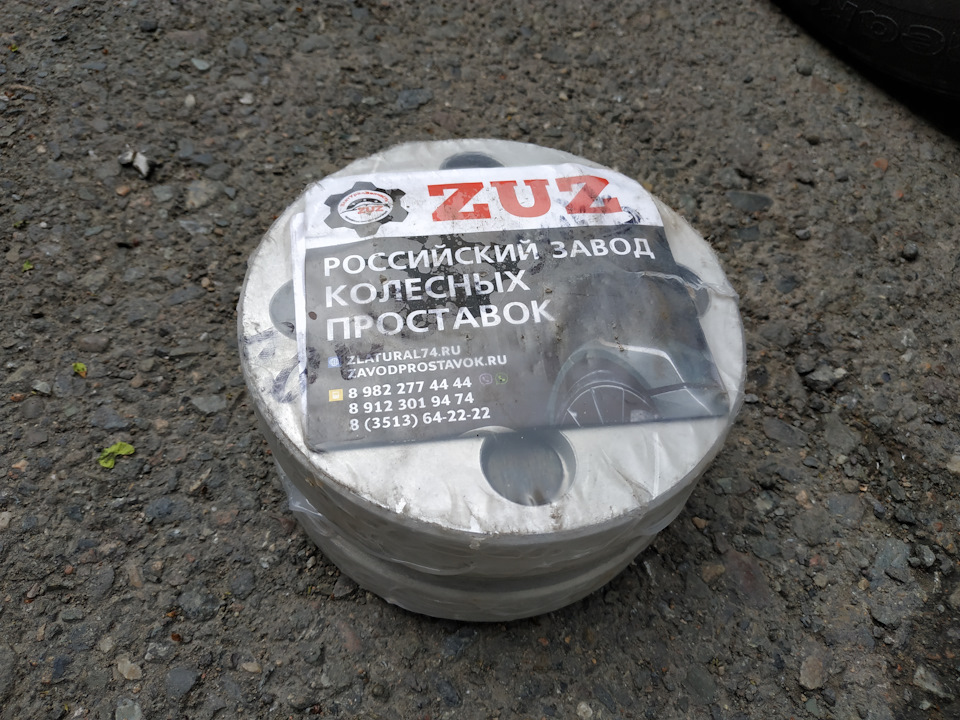 ZUZ
ZUZ
РОССИЙСКИЙ ЗАВОД
КОЛЕСНЫХ
ПРОСТАВОК
ZLATURAL74.RU
ZAVODPROSTAVOK.RU
8 982 277 44 44
8 912 301 94 74
8 (3513) 64-22-22